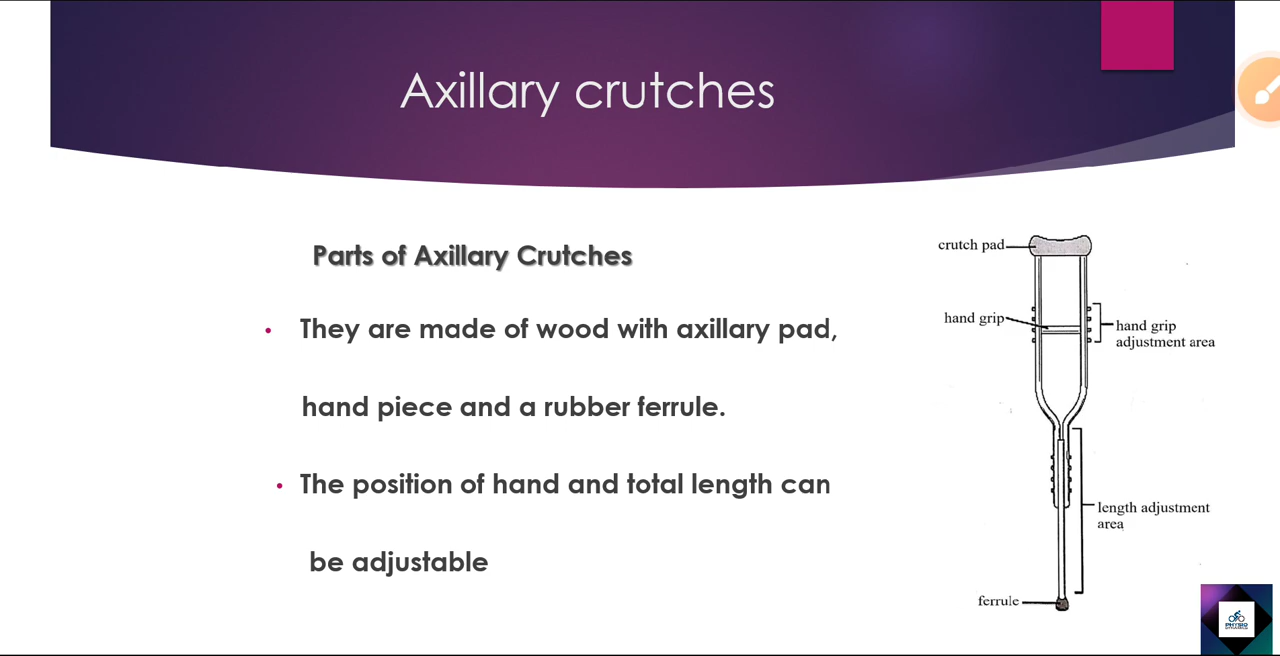 Axillary crutches
Parts of Axillary Crutches
• They are made of wood with axillary pad,
hand piece and a rubber ferrule.
• The position of hand and total length can
be adjustable
crutch pad
hand grip
hand grip
adjustment area
length adjustment
area
ferrule
PHYSIO